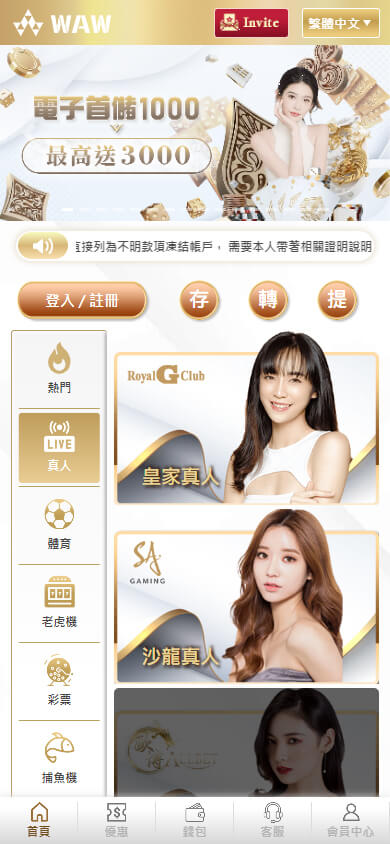 WAW
Invite
繁體中文
電子首儲1000
最高送3000
直接列為不明款項凍結帳戶， 需要本人帶著相關證明說明
登入 / 註冊
存
轉
提
熱門
LIVE
真人
體育
老虎機
彩票
捕魚機
Royal G Club
皇家真人
SA
GAMING
沙龍真人
歐博 ALLBET
首頁
優惠
錢包
客服
會員中心